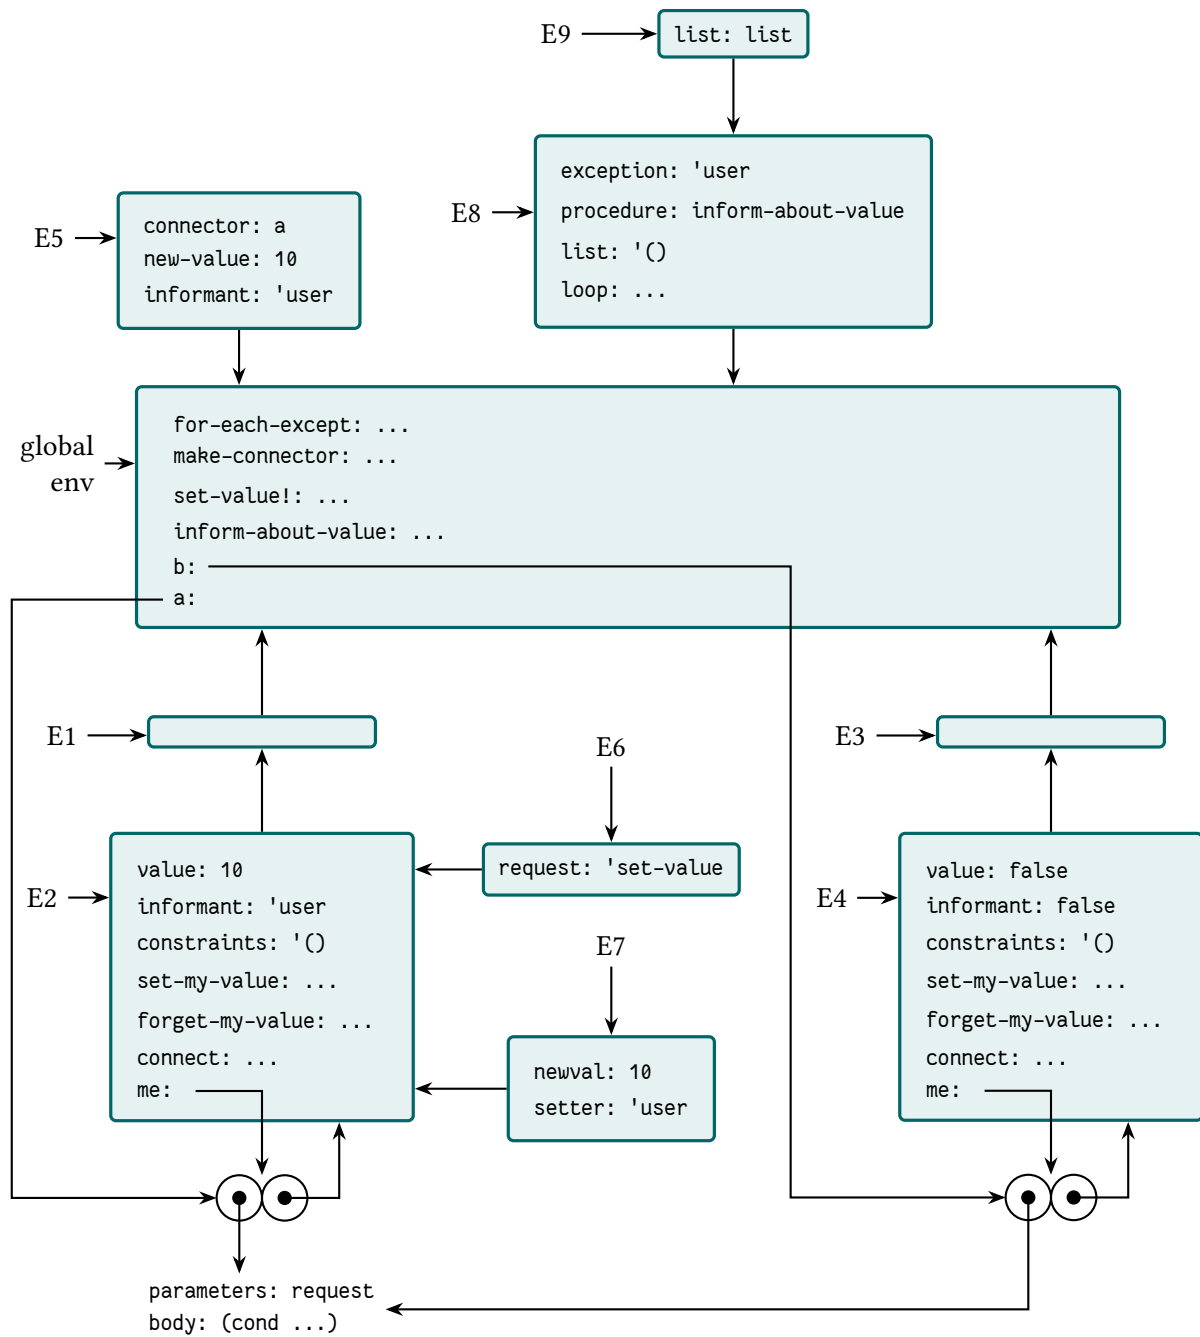 E9
list: list
exception: 'user
E8
procedure: inform-about-value
list: '()
loop: ...
E5
connector: a
new-value: 10
informant: 'user
global
env
for-each-except: ...
make-connector: ...
set-value!: ...
inform-about-value: ...
b:
a:
E1
E3
E6
request: 'set-value
E2
value: 10
informant: 'user
constraints: '()
set-my-value: ...
forget-my-value: ...
connect: ...
me:
E7
newval: 10
setter: 'user
E4
value: false
informant: false
constraints: '()
set-my-value: ...
forget-my-value: ...
connect: ...
me:
parameters: request
body: (cond ...)